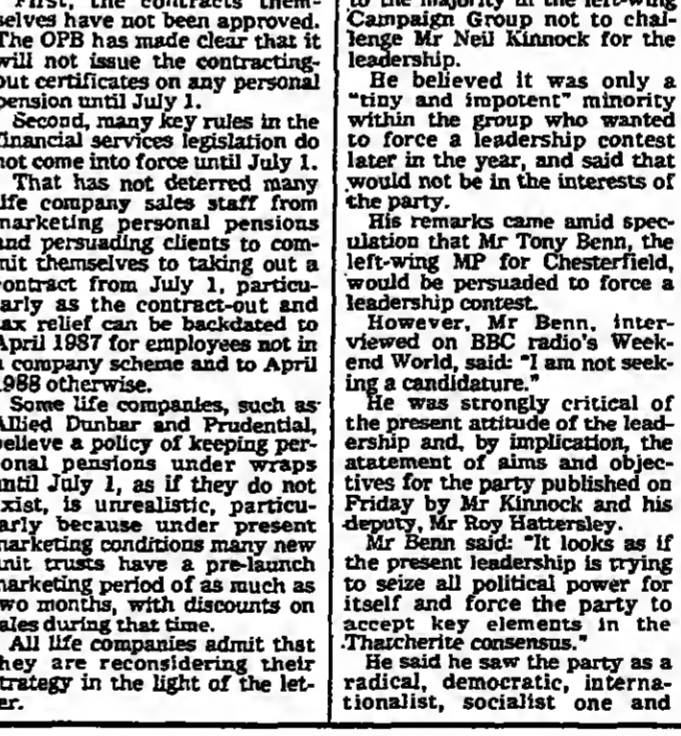 First, the contracts them-
selves have not been approved.
The OPB has made clear that it
will not issue the contracting-
out certificates on any personal
pension until July 1.
Second, many key rules in the
financial services legislation do
not come into force until July 1.
That has not deterred many
life company sales staff from
marketing personal pensions
and persuading clients to com-
mit themselves to taking out a
contract from July 1, particu-
larly as the contract-out and
tax relief can be backdated to
April 1987 for employees not in
a company scheme and to April
1988 otherwise.
Some life companies, such as
Allied Dunbar and Prudential,
believe a policy of keeping per-
sonal pensions under wraps
until July 1, as if they do not
exist, is unrealistic, particu-
larly because under present
marketing conditions many new
unit trusts have a pre-launch
marketing period of as much as
two months, with discounts on
sales during that time.
All life companies admit that
they are reconsidering their
strategy in the light of the let-
ter.
to the majority in the left-wing
Campaign Group not to chal-
lenge Mr Neil Kinnock for the
leadership.
He believed it was only a
"tiny and impotent" minority
within the group who wanted
to force a leadership contest
later in the year, and said that
would not be in the interests of
the party.
His remarks came amid spec-
ulation that Mr Tony Benn, the
left-wing MP for Chesterfield,
would be persuaded to force a
leadership contest.
However, Mr Benn, inter-
viewed on BBC radio's Week-
end World, said: "I am not seek-
ing a candidature."
He was strongly critical of
the present attitude of the lead-
ership and, by implication, the
atatement of aims and objec-
tives for the party published on
Friday by Mr Kinnock and his
deputy, Mr Roy Hattersley.
Mr Benn said: "It looks as if
the present leadership is trying
to seize all political power for
itself and force the party to
accept key elements in the
Thatcherite consensus."
He said he saw the party as a
radical, democratic, interna-
tionalist, socialist one and